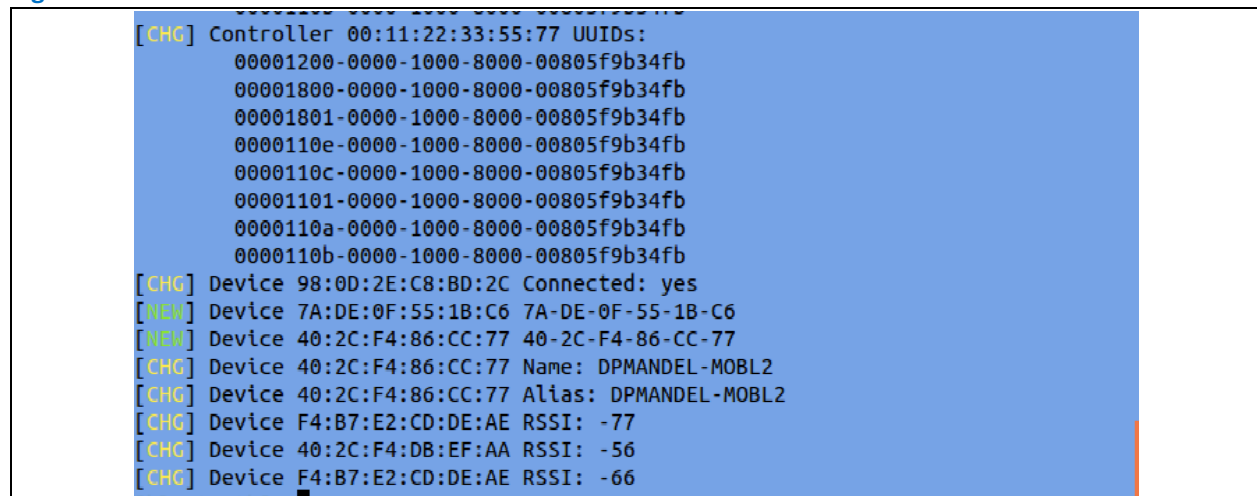 [CHG] Controller 00:11:22:33:55:77 UUIDs:
00001200-0000-1000-8000-00805f9b34fb
00001800-0000-1000-8000-00805f9b34fb
00001801-0000-1000-8000-00805f9b34fb
0000110e-0000-1000-8000-00805f9b34fb
0000110c-0000-1000-8000-00805f9b34fb
00001101-0000-1000-8000-00805f9b34fb
0000110a-0000-1000-8000-00805f9b34fb
0000110b-0000-1000-8000-00805f9b34fb
[CHG] Device 98:0D:2E:C8:BD:2C Connected: yes
[NEW] Device 7A:DE:0F:55:1B:C6 7A-DE-0F-55-1B-C6
[NEW] Device 40:2C:F4:86:CC:77 40-2C-F4-86-CC-77
[CHG] Device 40:2C:F4:86:CC:77 Name: DPMANDEL-MOBL2
[CHG] Device 40:2C:F4:86:CC:77 Alias: DPMANDEL-MOBL2
[CHG] Device F4:B7:E2:CD:DE:AE RSSI: -77
[CHG] Device 40:2C:F4:DB:EF:AA RSSI: -56
[CHG] Device F4:B7:E2:CD:DE:AE RSSI: -66